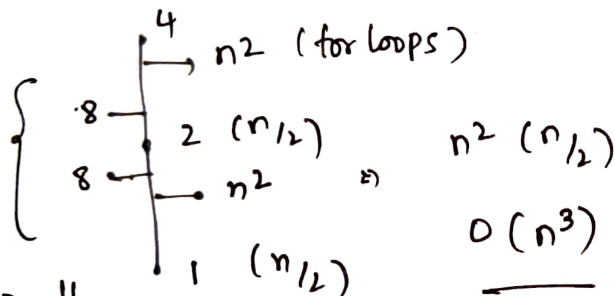 4
n2 (for loops)
·8
2 (n/2)
8
n2
1 (n/2)
n2 (n/2)
O(n3)